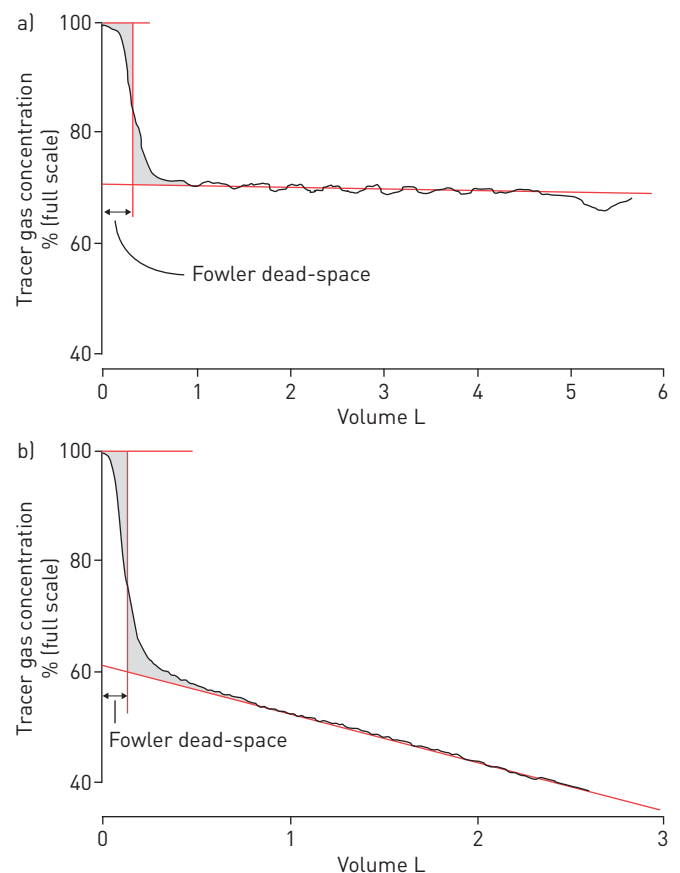 a)
Tracer gas concentration
% (full scale)
100
80
60
40
Fowler dead-space
0 1 2 3 4 5 6
Volume L
b)
Tracer gas concentration
% (full scale)
100
80
60
40
Fowler dead-space
0 1 2 3
Volume L